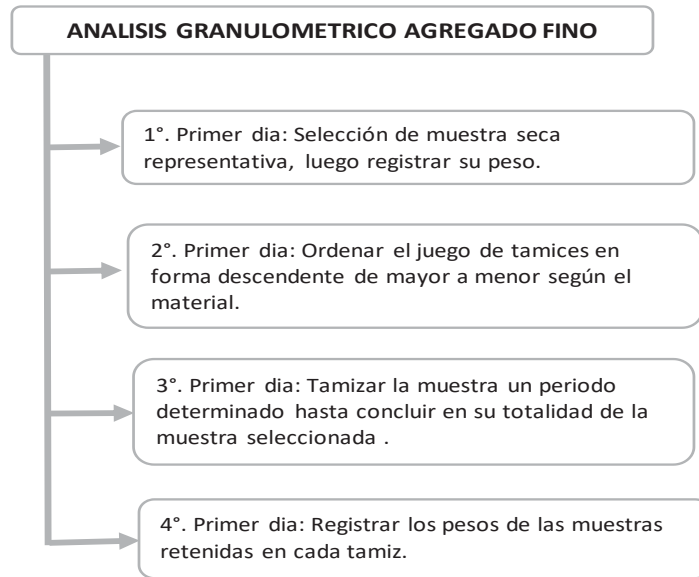 ANALISIS GRANULOMETRICO AGREGADO FINO
1°. Primer dia: Selección de muestra seca
representativa, luego registrar su peso.
2°. Primer dia: Ordenar el juego de tamices en
forma descendente de mayor a menor según el
material.
3°. Primer dia: Tamizar la muestra un periodo
determinado hasta concluir en su totalidad de la
muestra seleccionada .
4°. Primer dia: Registrar los pesos de las muestras
retenidas en cada tamiz.